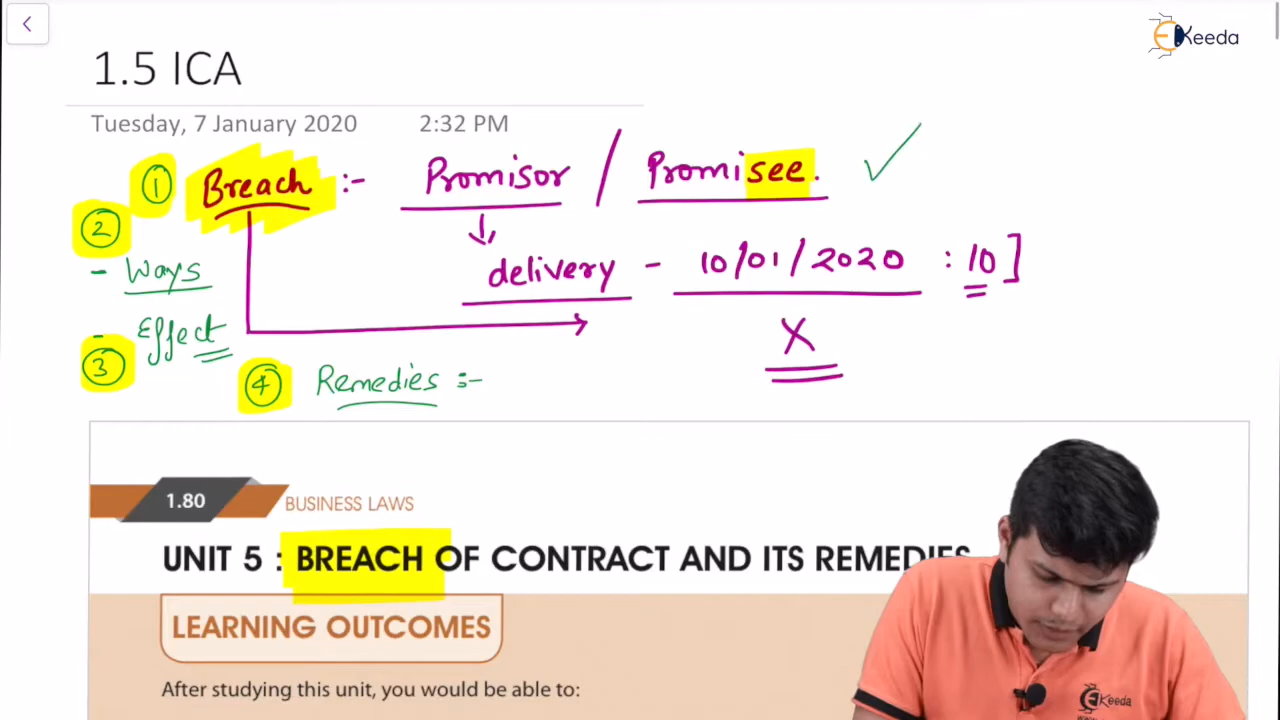 EKeeda
1.5 ICA
Tuesday, 7 January 2020 2:32 PM
① Breach :- Promisor / Promisee.
②
- Ways
delivery - 10/01/2020 : 10]
- Effect
X
③
④ Remedies :-
1.80 BUSINESS LAWS
UNIT 5 : BREACH OF CONTRACT AND ITS REMEDIES
LEARNING OUTCOMES
After studying this unit, you would be able to:
EKeeda